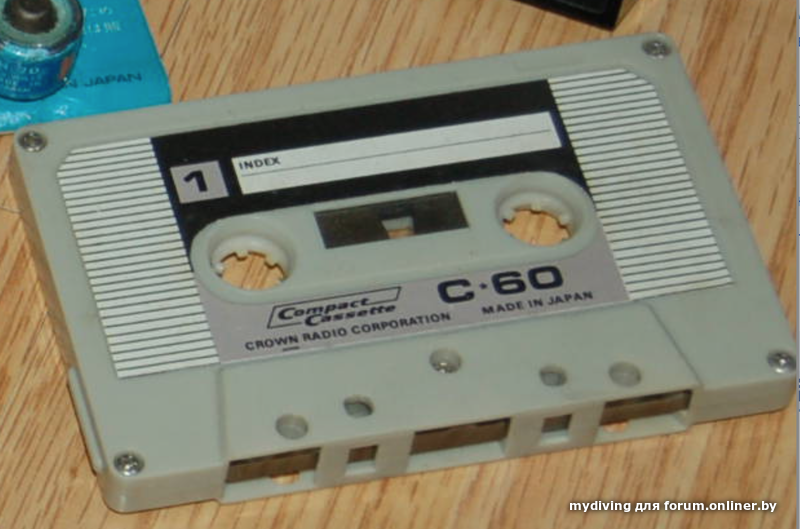 N JAPAN
1
INDEX
Compact
Cassette
C·60
CROWN RADIO CORPORATION
MADE IN JAPAN
mydiving для forum.onliner.by